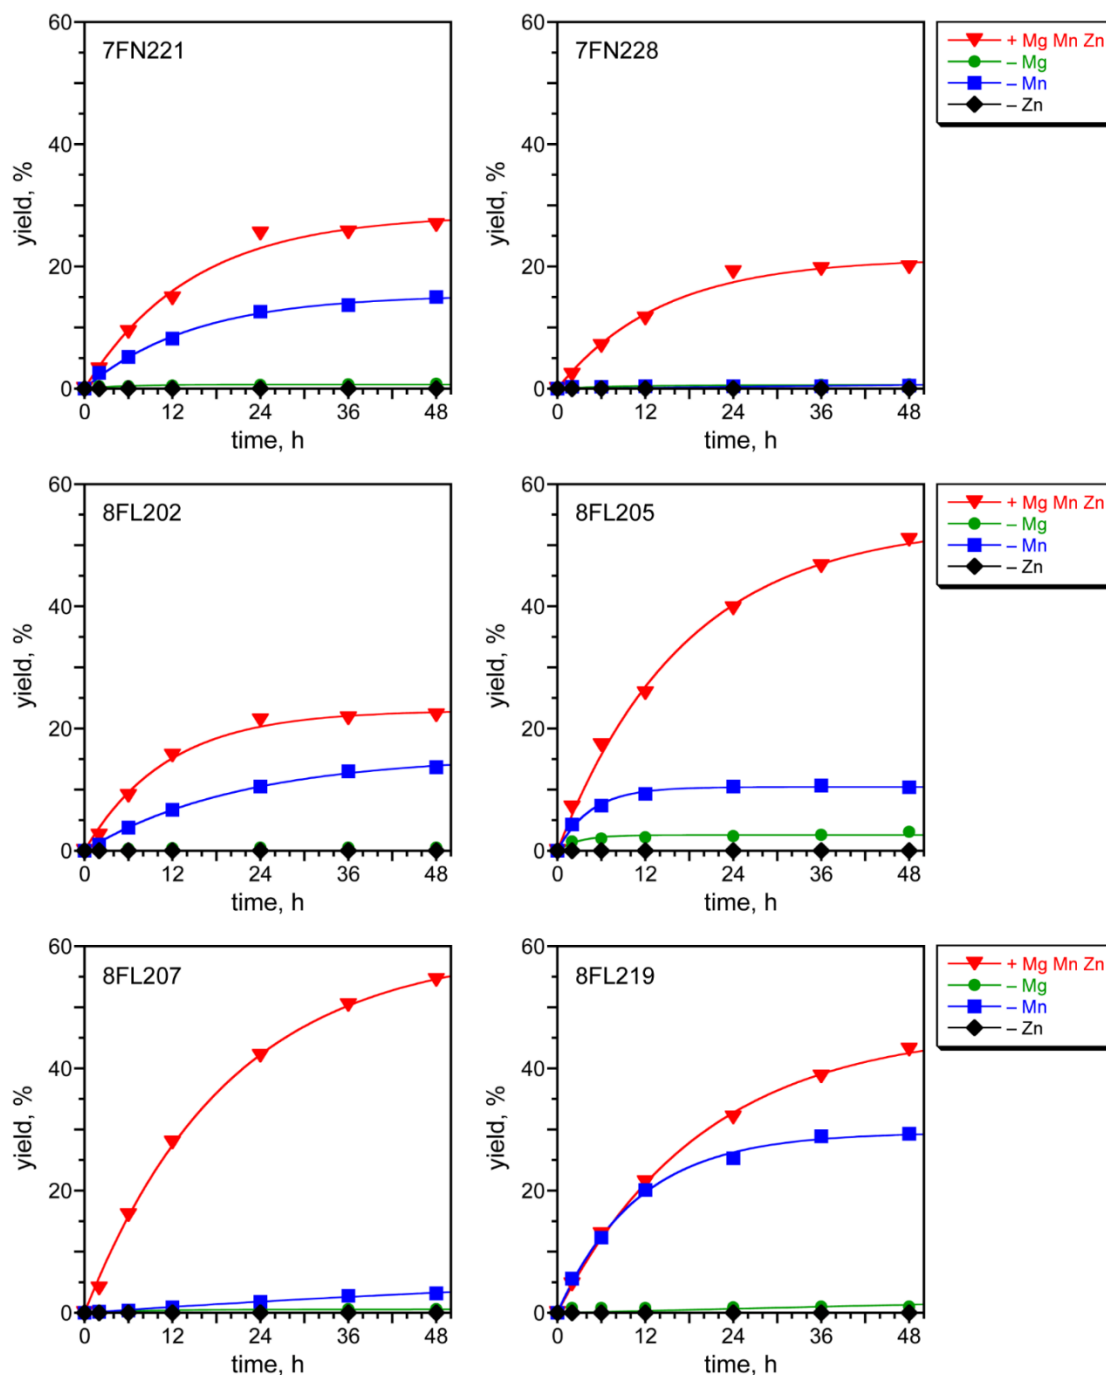 60
40
20
0
yield, %
7FN221
0 12 24 36 48
time, h
60
40
20
0
yield, %
7FN228
0 12 24 36 48
time, h
+ Mg Mn Zn
– Mg
– Mn
– Zn
60
40
20
0
yield, %
8FL202
0 12 24 36 48
time, h
60
40
20
0
yield, %
8FL205
0 12 24 36 48
time, h
+ Mg Mn Zn
– Mg
– Mn
– Zn
60
40
20
0
yield, %
8FL207
0 12 24 36 48
time, h
60
40
20
0
yield, %
8FL219
0 12 24 36 48
time, h
+ Mg Mn Zn
– Mg
– Mn
– Zn